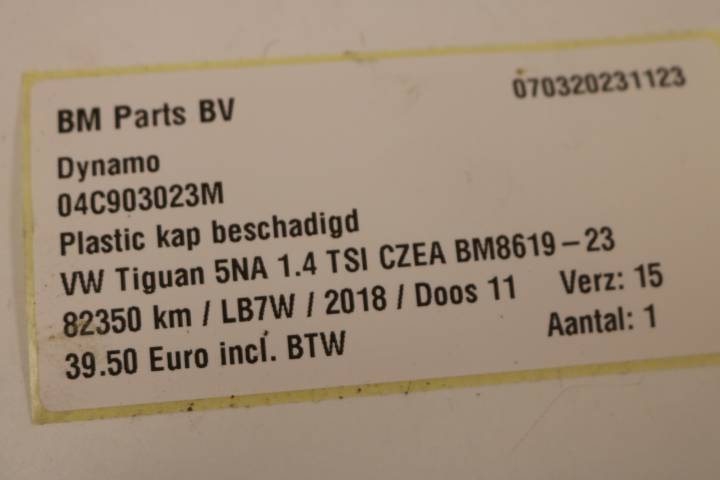 BM Parts BV
070320231123
Dynamo
04C903023M
Plastic kap beschadigd
VW Tiguan 5NA 1.4 TSI CZEA BM8619-23
82350 km / LB7W / 2018 / Doos 11 Verz: 15
39.50 Euro incl. BTW Aantal: 1